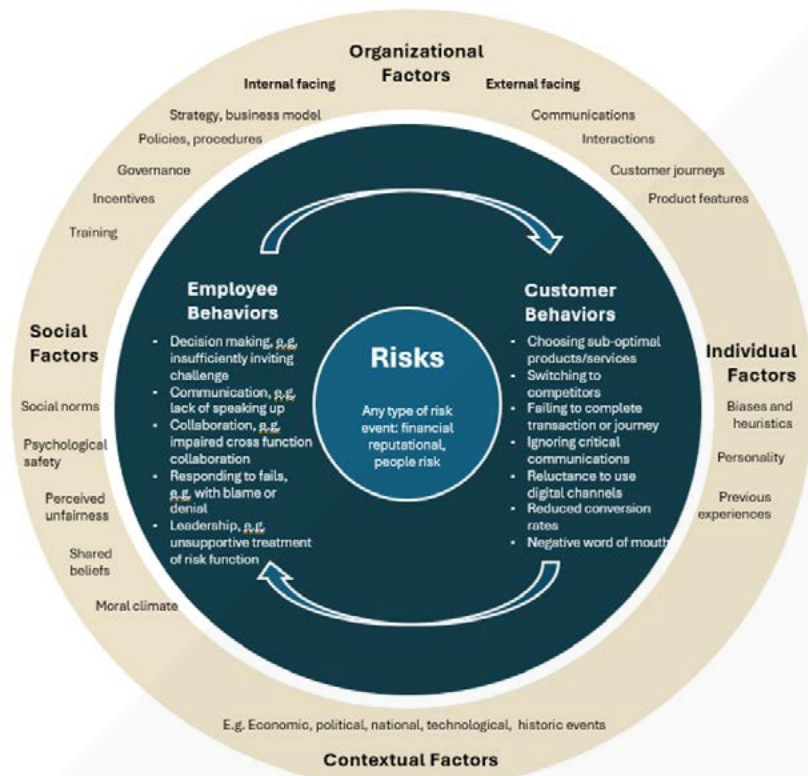 Organizational
Factors
Internal facing
External facing
Strategy, business model
Policies, procedures
Governance
Incentives
Training
Communications
Interactions
Customer journeys
Product features
Social
Factors
Social norms
Psychological
safety
Perceived
unfairness
Shared
beliefs
Moral climate
Employee
Behaviors
• Decision making, e.g.
insufficiently inviting
challenge
• Communication, e.g.
lack of speaking up
• Collaboration, e.g.
impaired cross function
collaboration
• Responding to fails,
e.g. with blame or
denial
• Leadership, e.g.
unsupportive treatment
of risk function
Risks
Any type of risk
event: financial
reputational,
people risk
Customer
Behaviors
• Choosing sub-optimal
products/services
• Switching to
competitors
• Failing to complete
transaction or journey
• Ignoring critical
communications
• Reluctance to use
digital channels
• Reduced conversion
rates
• Negative word of mouth
Individual
Factors
Biases and
heuristics
Personality
Previous
experiences
E.g. Economic, political, national, technological, historic events
Contextual Factors